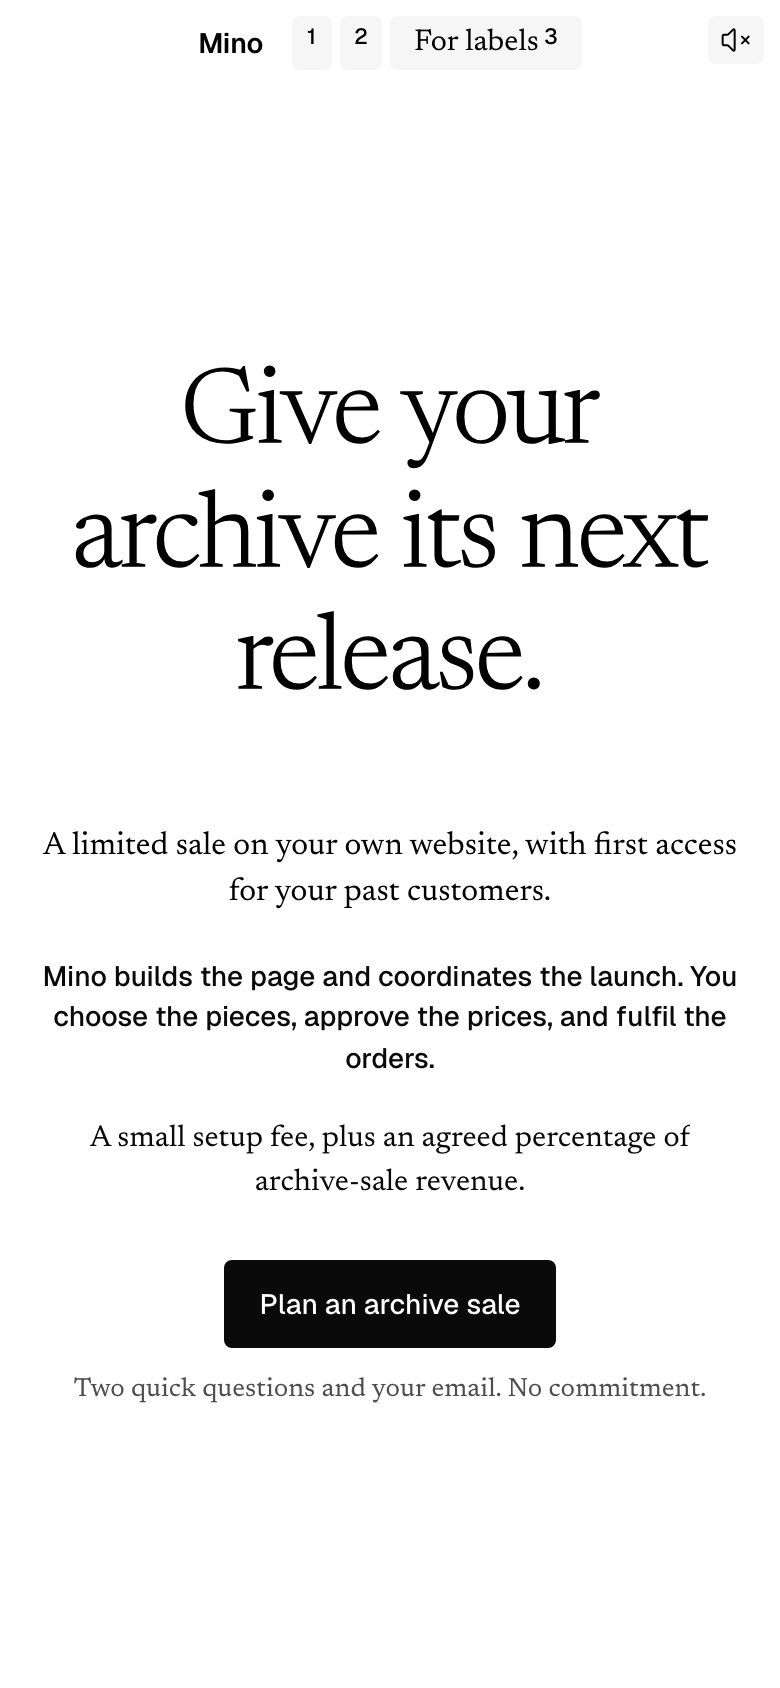 Mino 1 2 For labels 3
Give your
archive its next
release.
A limited sale on your own website, with first access
for your past customers.
Mino builds the page and coordinates the launch. You
choose the pieces, approve the prices, and fulfil the
orders.
A small setup fee, plus an agreed percentage of
archive-sale revenue.
Plan an archive sale
Two quick questions and your email. No commitment.